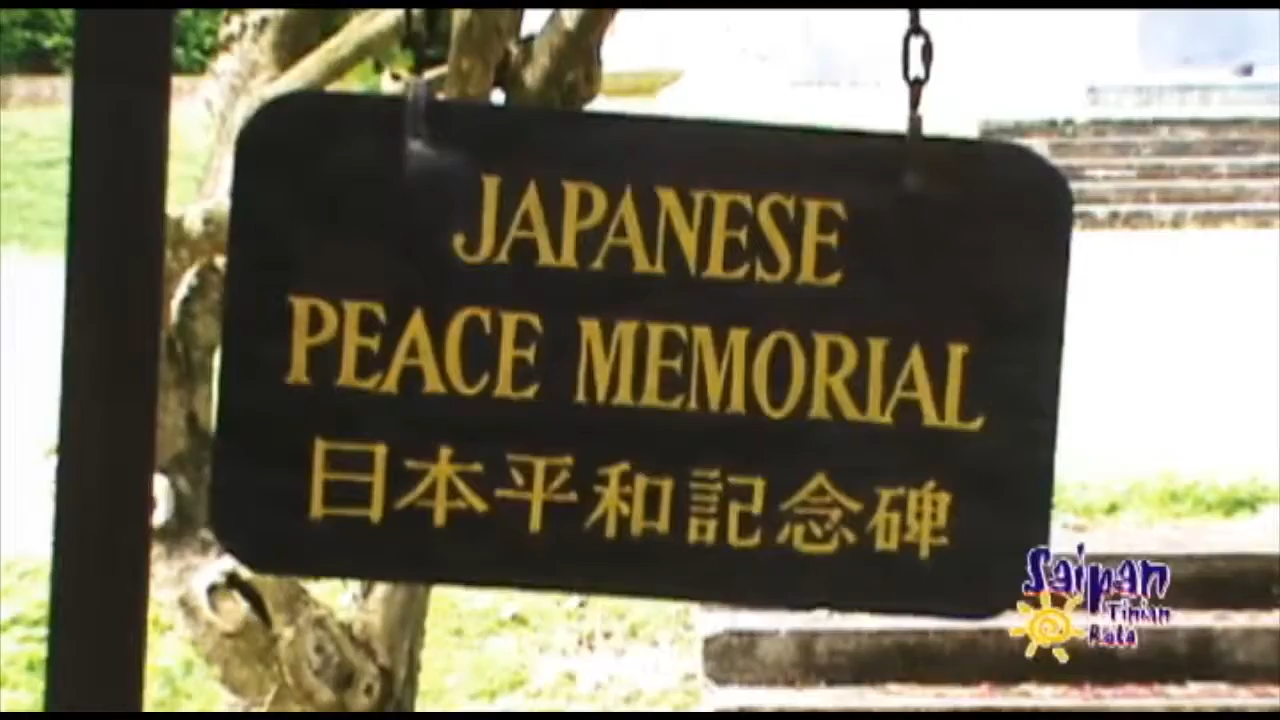 JAPANESE
PEACE MEMORIAL
日本平和記念碑
Saipan
Tinian
Rota